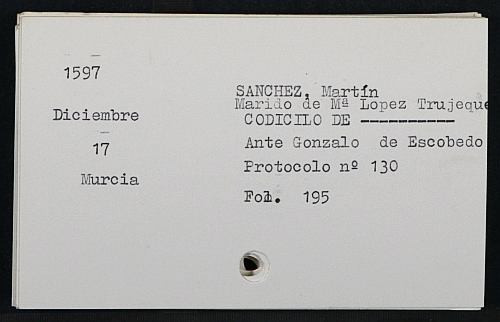 1597
Diciembre
17
Murcia
SANCHEZ, Martín
Marido de Mª Lopez Trujeque
CODICILO DE ----------
Ante Gonzalo de Escobedo
Protocolo nº 130
Fol. 195